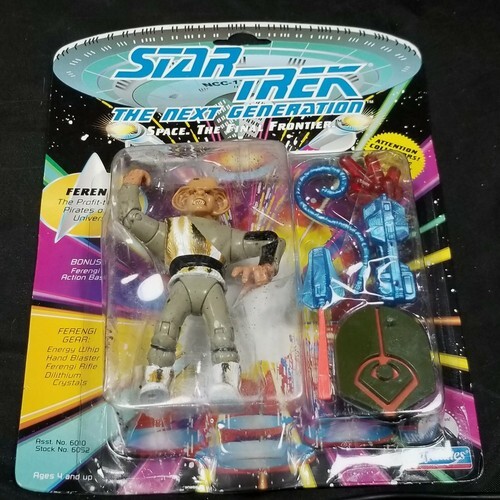 STAR TREK
THE NEXT GENERATION
SPACE. THE FINAL FRONTIER
NCC-1
ATTENTION
FERENGI
The Profit-
Pirates o
Univer
BONUS
Ferengi
Action Bas
FERENGI
GEAR:
Energy Whip
Hand Blaster
Ferengi Rifle
Dilithium
Crystals
Asst. No. 6010
Stock No. 6052
Ages 4 and up
Playmates